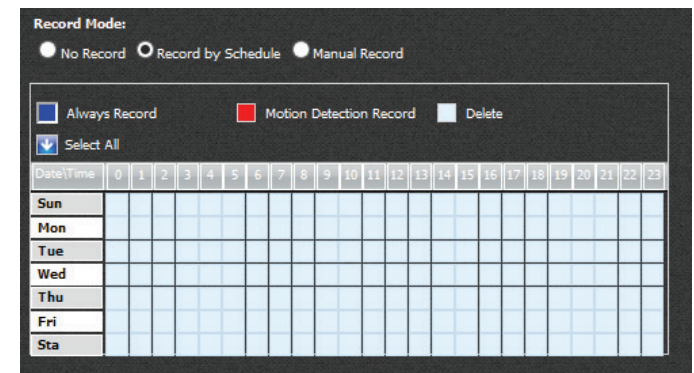 Record Mode:
No Record Record by Schedule Manual Record
Always Record Motion Detection Record Delete
Select All
Date\Time 0 1 2 3 4 5 6 7 8 9 10 11 12 13 14 15 16 17 18 19 20 21 22 23
Sun
Mon
Tue
Wed
Thu
Fri
Sta